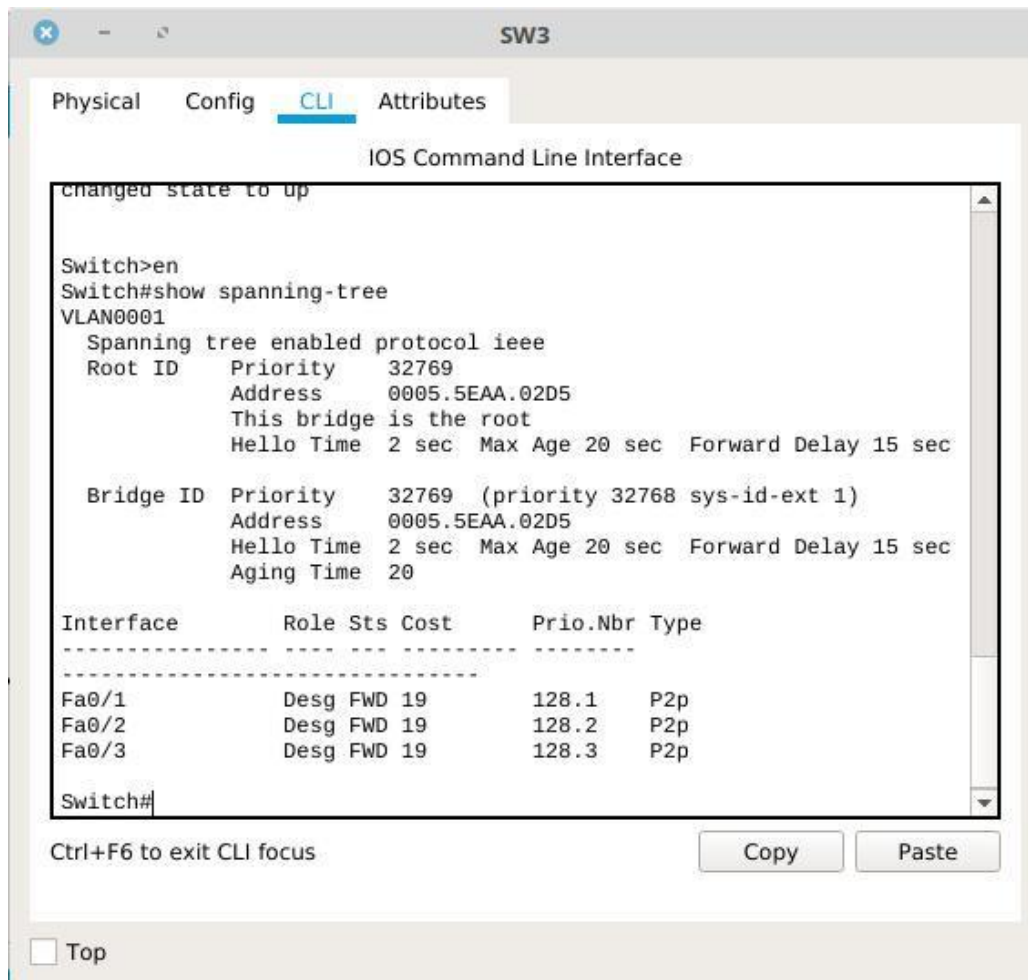 SW3
Physical Config CLI Attributes
IOS Command Line Interface
changed state to up
Switch>en
Switch#show spanning-tree
VLAN0001
  Spanning tree enabled protocol ieee
  Root ID    Priority    32769
             Address     0005.5EAA.02D5
             This bridge is the root
             Hello Time  2 sec  Max Age 20 sec  Forward Delay 15 sec
  Bridge ID  Priority    32769  (priority 32768 sys-id-ext 1)
             Address     0005.5EAA.02D5
             Hello Time  2 sec  Max Age 20 sec  Forward Delay 15 sec
             Aging Time  20
Interface        Role Sts Cost      Prio.Nbr Type
---------------- ---- --- --------- --------
--------------------------------
Fa0/1            Desg FWD 19        128.1    P2p
Fa0/2            Desg FWD 19        128.2    P2p
Fa0/3            Desg FWD 19        128.3    P2p
Switch#
Ctrl+F6 to exit CLI focus Copy Paste
Top